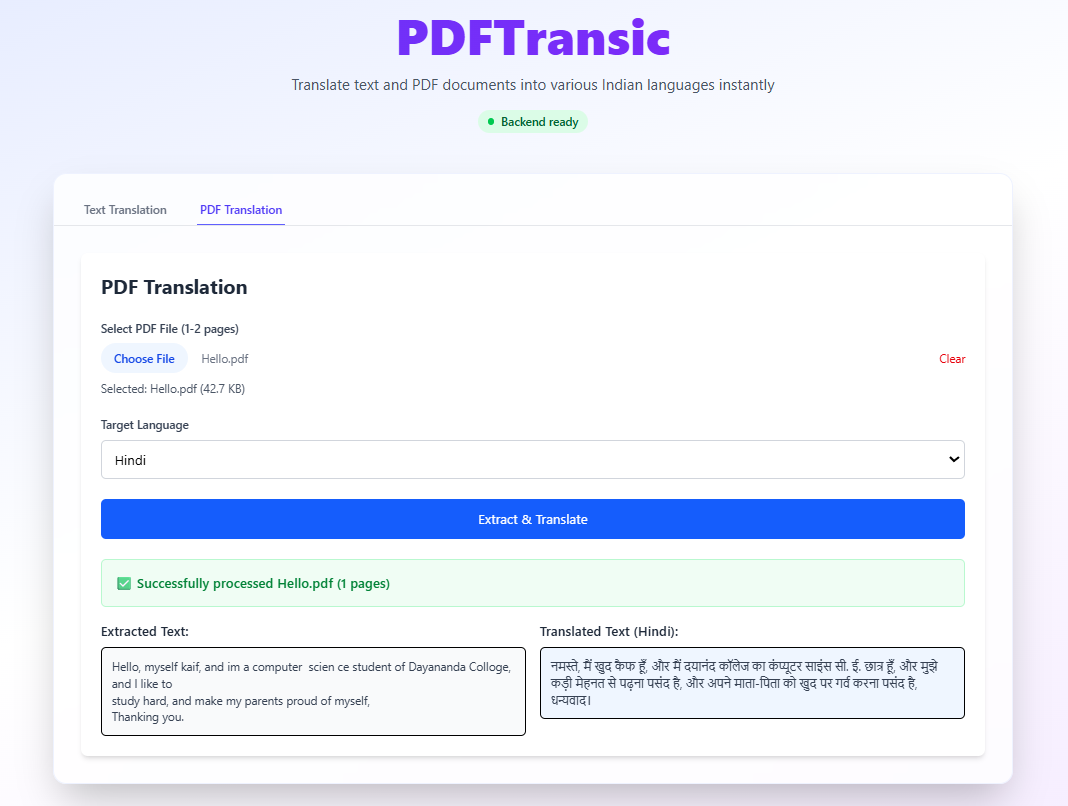 PDFTransic
Translate text and PDF documents into various Indian languages instantly
Backend ready
Text Translation
PDF Translation
PDF Translation
Select PDF File (1-2 pages)
Choose File
Hello.pdf
Clear
Selected: Hello.pdf (42.7 KB)
Target Language
Hindi
Extract & Translate
Successfully processed Hello.pdf (1 pages)
Extracted Text:
Hello, myself kaif, and im a computer  scien ce student of Dayananda Colloge,
and I like to
study hard, and make my parents proud of myself,
Thanking you.
Translated Text (Hindi):
नमस्ते, मैं खुद कैफ हूँ, और मैं दयानंद कॉलेज का कंप्यूटर साइंस सी. ई. छात्र हूँ, और मुझे
कड़ी मेहनत से पढ़ना पसंद है, और अपने माता-पिता को खुद पर गर्व करना पसंद है,
धन्यवाद।